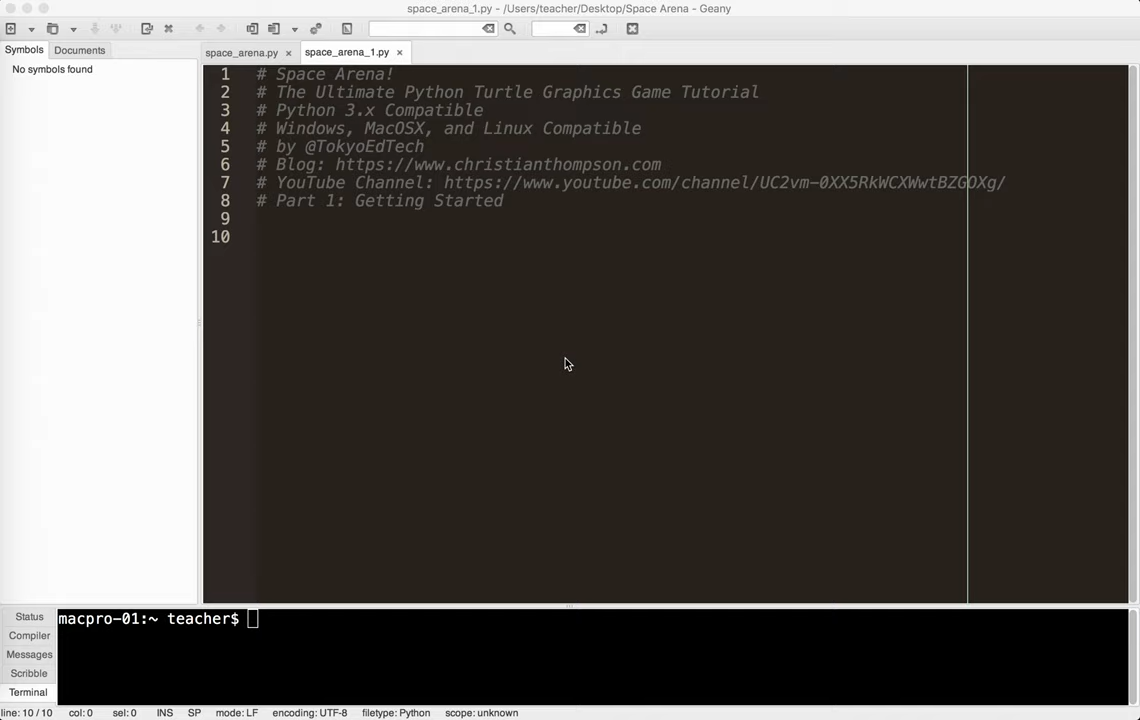 space_arena_1.py - /Users/teacher/Desktop/Space Arena - Geany
Symbols Documents
space_arena.py × space_arena_1.py ×
No symbols found
1 # Space Arena!
2 # The Ultimate Python Turtle Graphics Game Tutorial
3 # Python 3.x Compatible
4 # Windows, MacOSX, and Linux Compatible
5 # by @TokyoEdTech
6 # Blog: https://www.christianthompson.com
7 # YouTube Channel: https://www.youtube.com/channel/UC2vm-0XX5RkWCXWwtBZGOXg/
8 # Part 1: Getting Started
9
10
Status
Compiler
Messages
Scribble
Terminal
macpro-01:~ teacher$
line: 10 / 10 col: 0 sel: 0 INS SP mode: LF encoding: UTF-8 filetype: Python scope: unknown